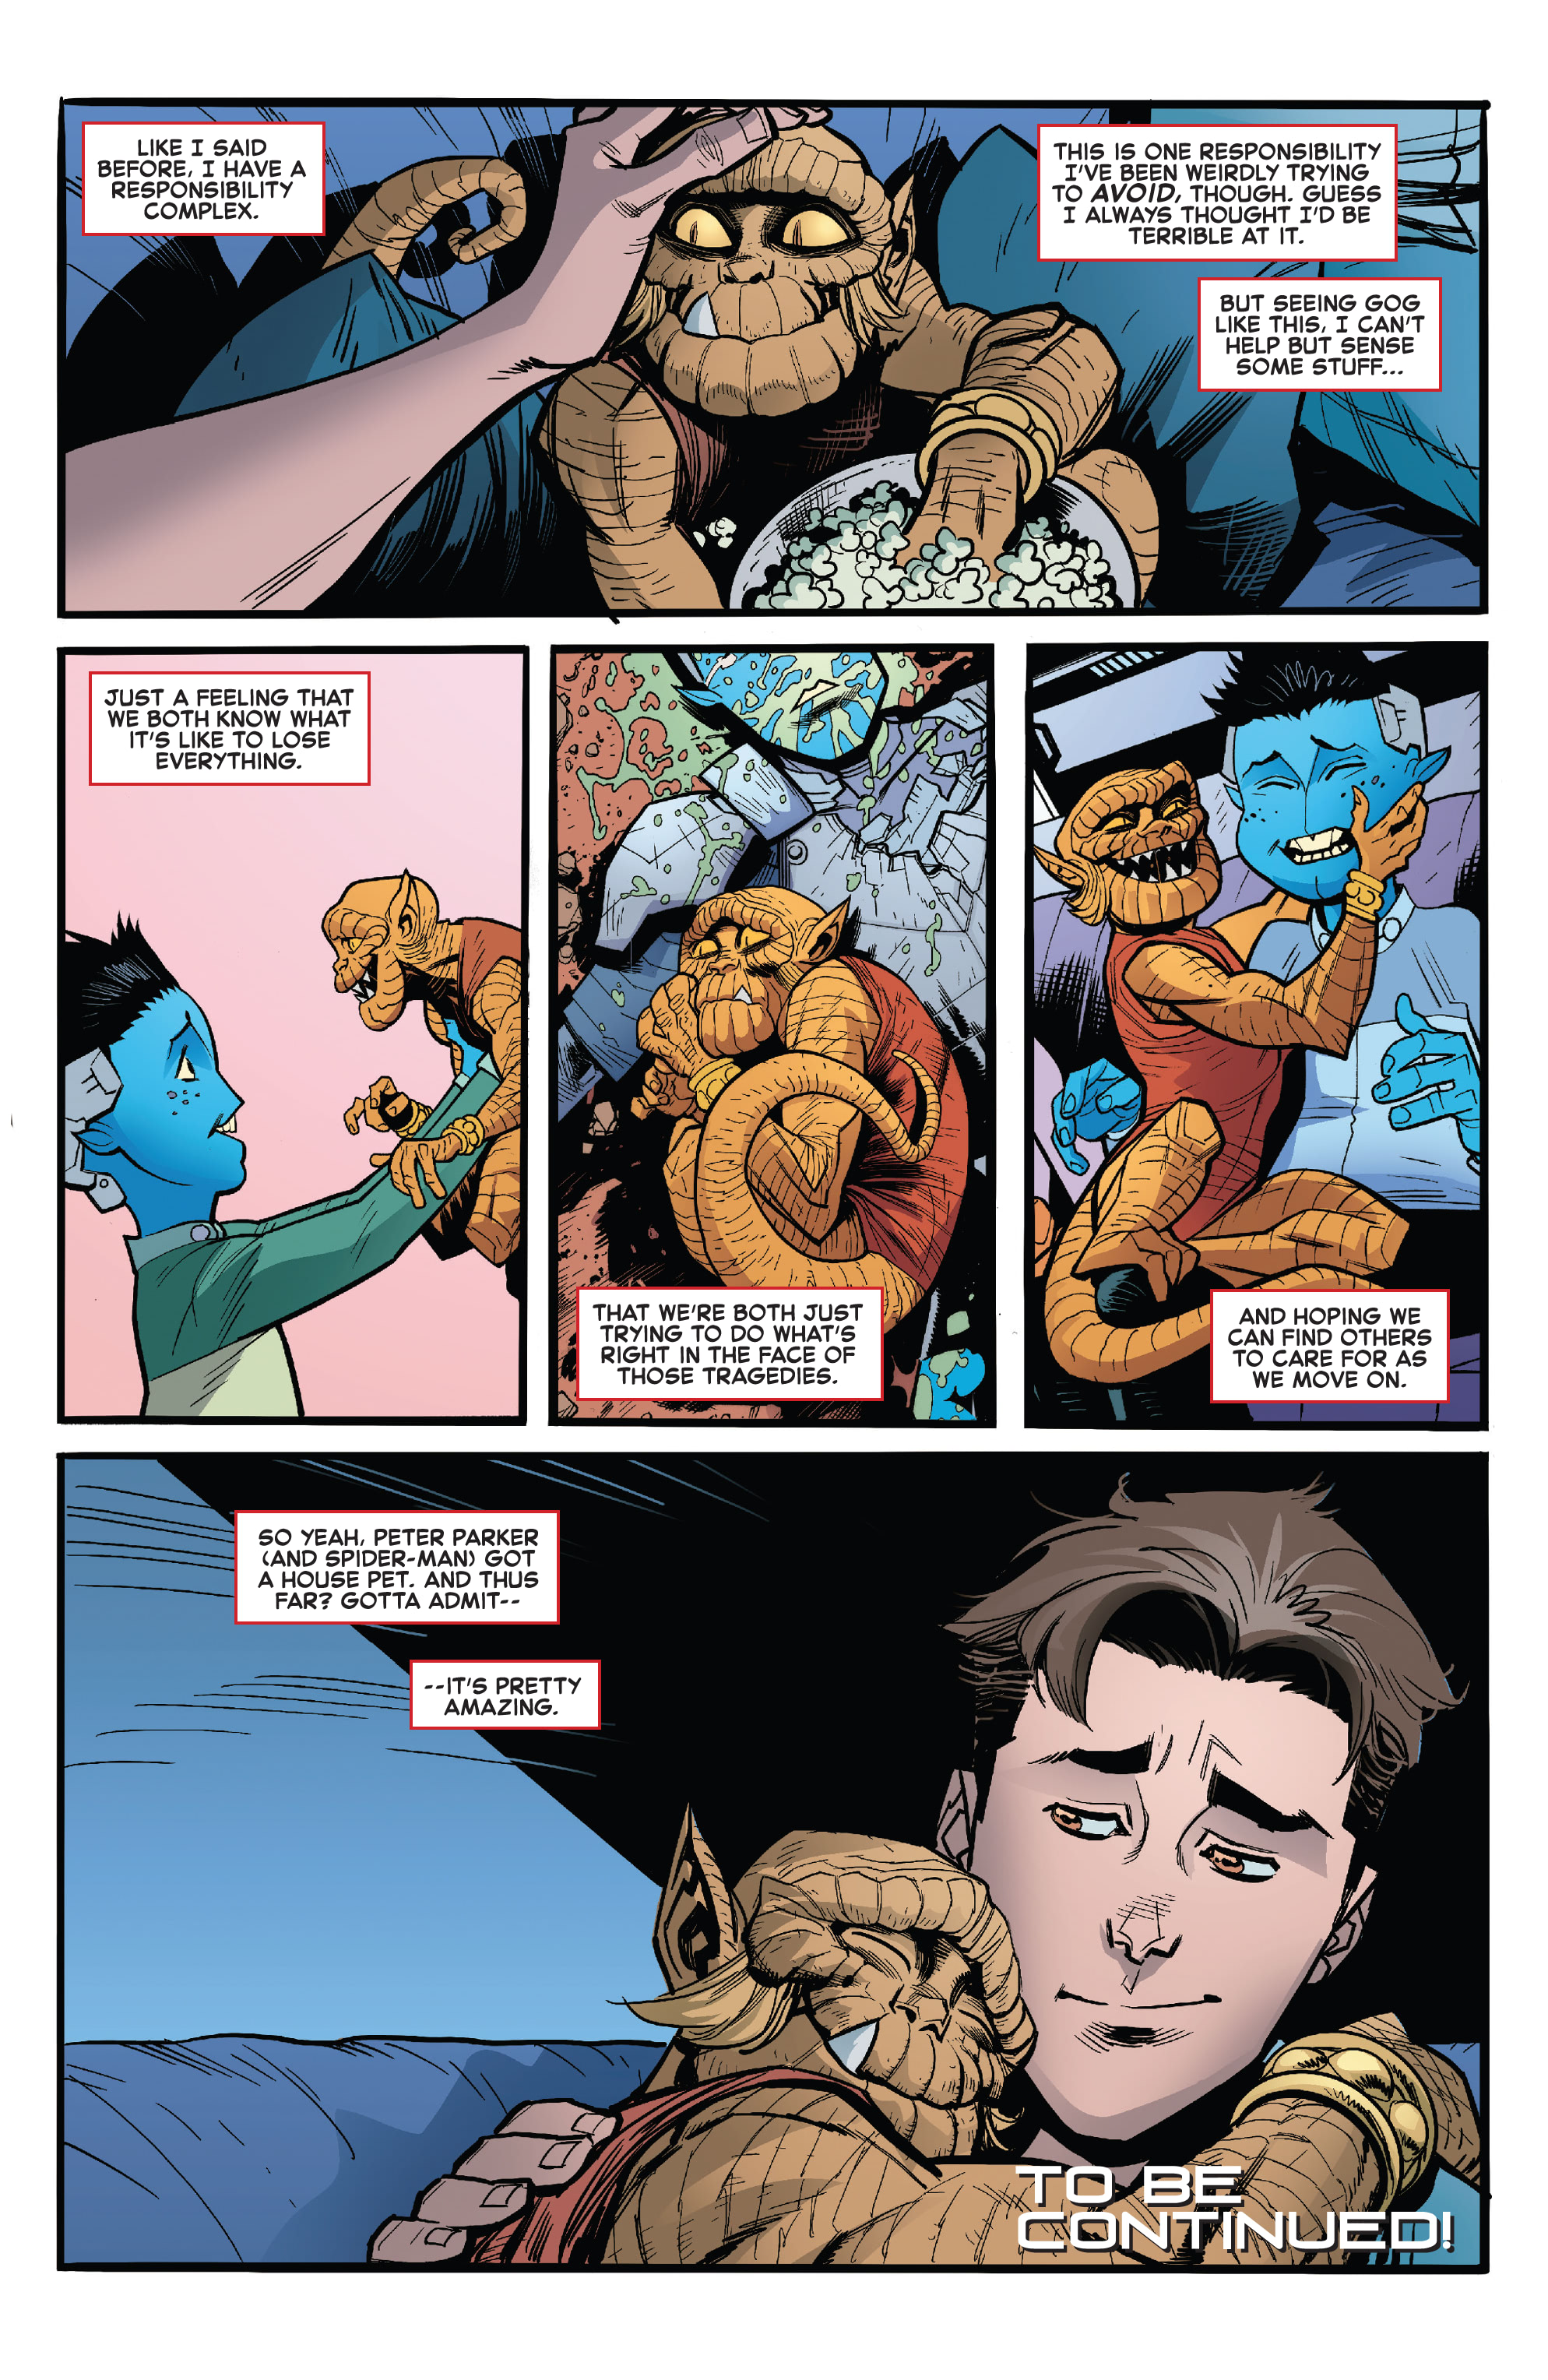 LIKE I SAID
BEFORE, I HAVE A
RESPONSIBILITY
COMPLEX.
THIS IS ONE RESPONSIBILITY
I'VE BEEN WEIRDLY TRYING
TO AVOID, THOUGH. GUESS
I ALWAYS THOUGHT I'D BE
TERRIBLE AT IT.
BUT SEEING GOG
LIKE THIS, I CAN'T
HELP BUT SENSE
SOME STUFF...
JUST A FEELING THAT
WE BOTH KNOW WHAT
IT'S LIKE TO LOSE
EVERYTHING.
THAT WE'RE BOTH JUST
TRYING TO DO WHAT'S
RIGHT IN THE FACE OF
THOSE TRAGEDIES.
AND HOPING WE
CAN FIND OTHERS
TO CARE FOR AS
WE MOVE ON.
SO YEAH, PETER PARKER
(AND SPIDER-MAN) GOT
A HOUSE PET. AND THUS
FAR? GOTTA ADMIT--
--IT'S PRETTY
AMAZING.
TO BE
CONTINUED!